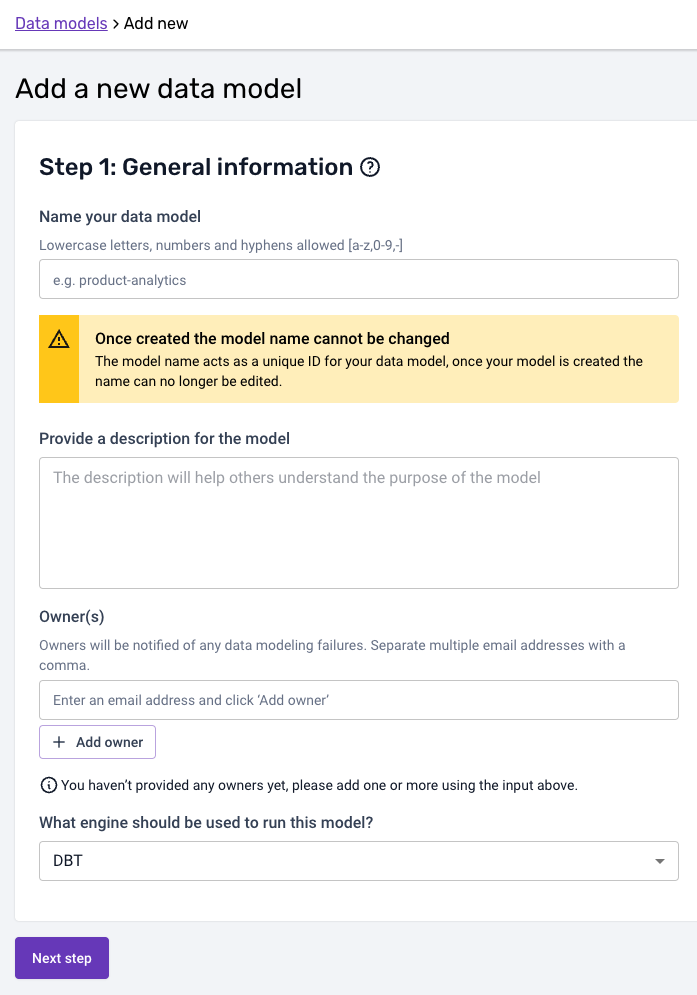 Data models > Add new
Add a new data model
Step 1: General information
Name your data model
Lowercase letters, numbers and hyphens allowed [a-z,0-9,-]
e.g. product-analytics
Once created the model name cannot be changed
The model name acts as a unique ID for your data model, once your model is created the
name can no longer be edited.
Provide a description for the model
The description will help others understand the purpose of the model
Owner(s)
Owners will be notified of any data modeling failures. Separate multiple email addresses with a
comma.
Enter an email address and click ‘Add owner‘
+ Add owner
You haven’t provided any owners yet, please add one or more using the input above.
What engine should be used to run this model?
DBT
Next step